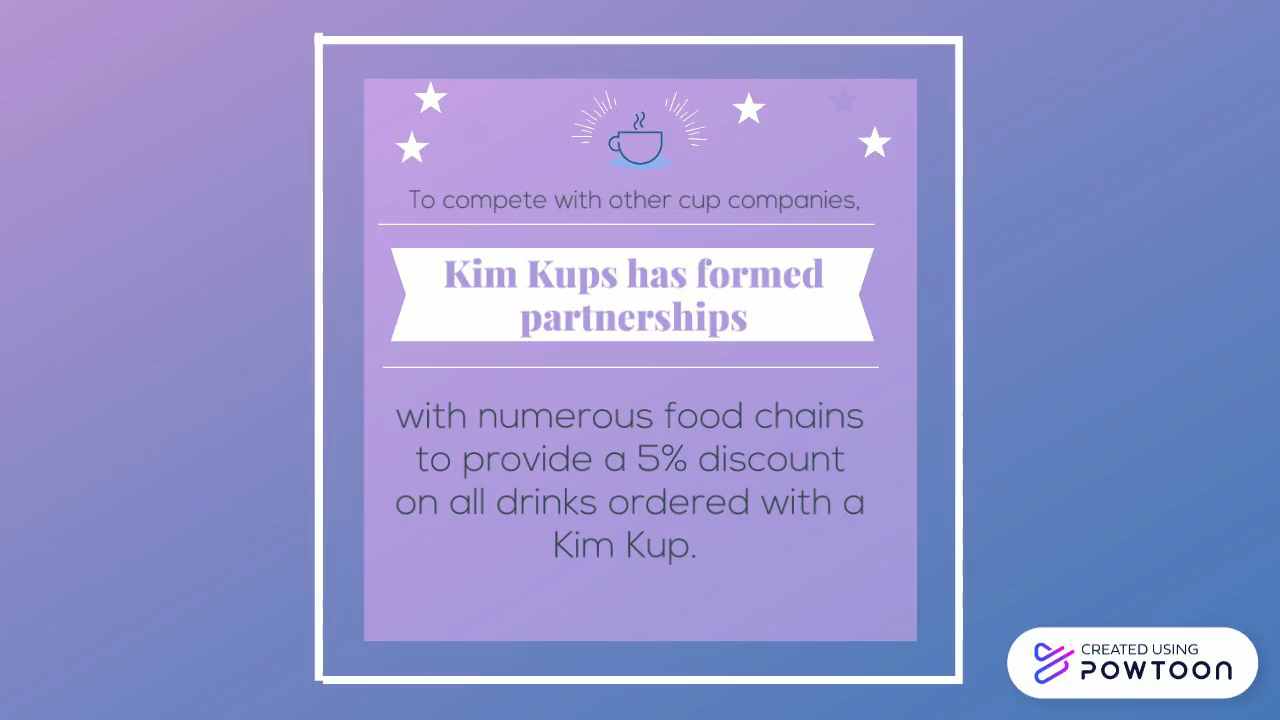 To compete with other cup companies,
Kim Kups has formed
partnerships
with numerous food chains
to provide a 5% discount
on all drinks ordered with a
Kim Kup.
CREATED USING
POWTOON